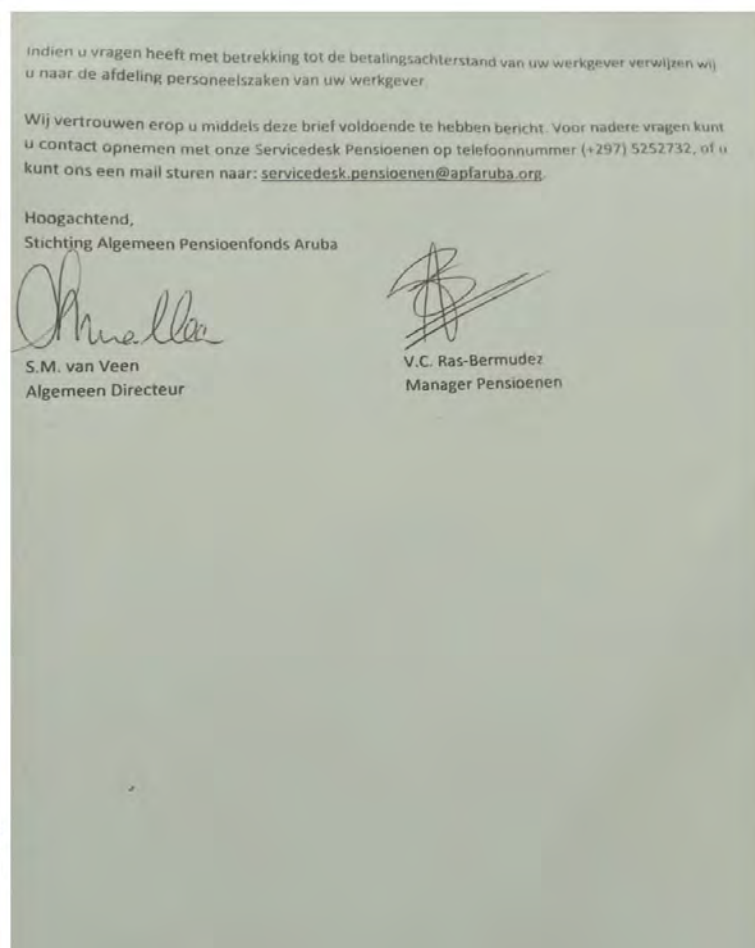 Indien u vragen heeft met betrekking tot de betalingsachterstand van uw werkgever verwijzen wij
u naar de afdeling personeelszaken van uw werkgever.

Wij vertrouwen erop u middels deze brief voldoende te hebben bericht. Voor nadere vragen kunt
u contact opnemen met onze Servicedesk Pensioenen op telefoonnummer (+297) 5252732, of u
kunt ons een mail sturen naar: servicedesk.pensioenen@apfaruba.org.

Hoogachtend,
Stichting Algemeen Pensioenfonds Aruba

S.M. van Veen
Algemeen Directeur

V.C. Ras-Bermudez
Manager Pensioenen